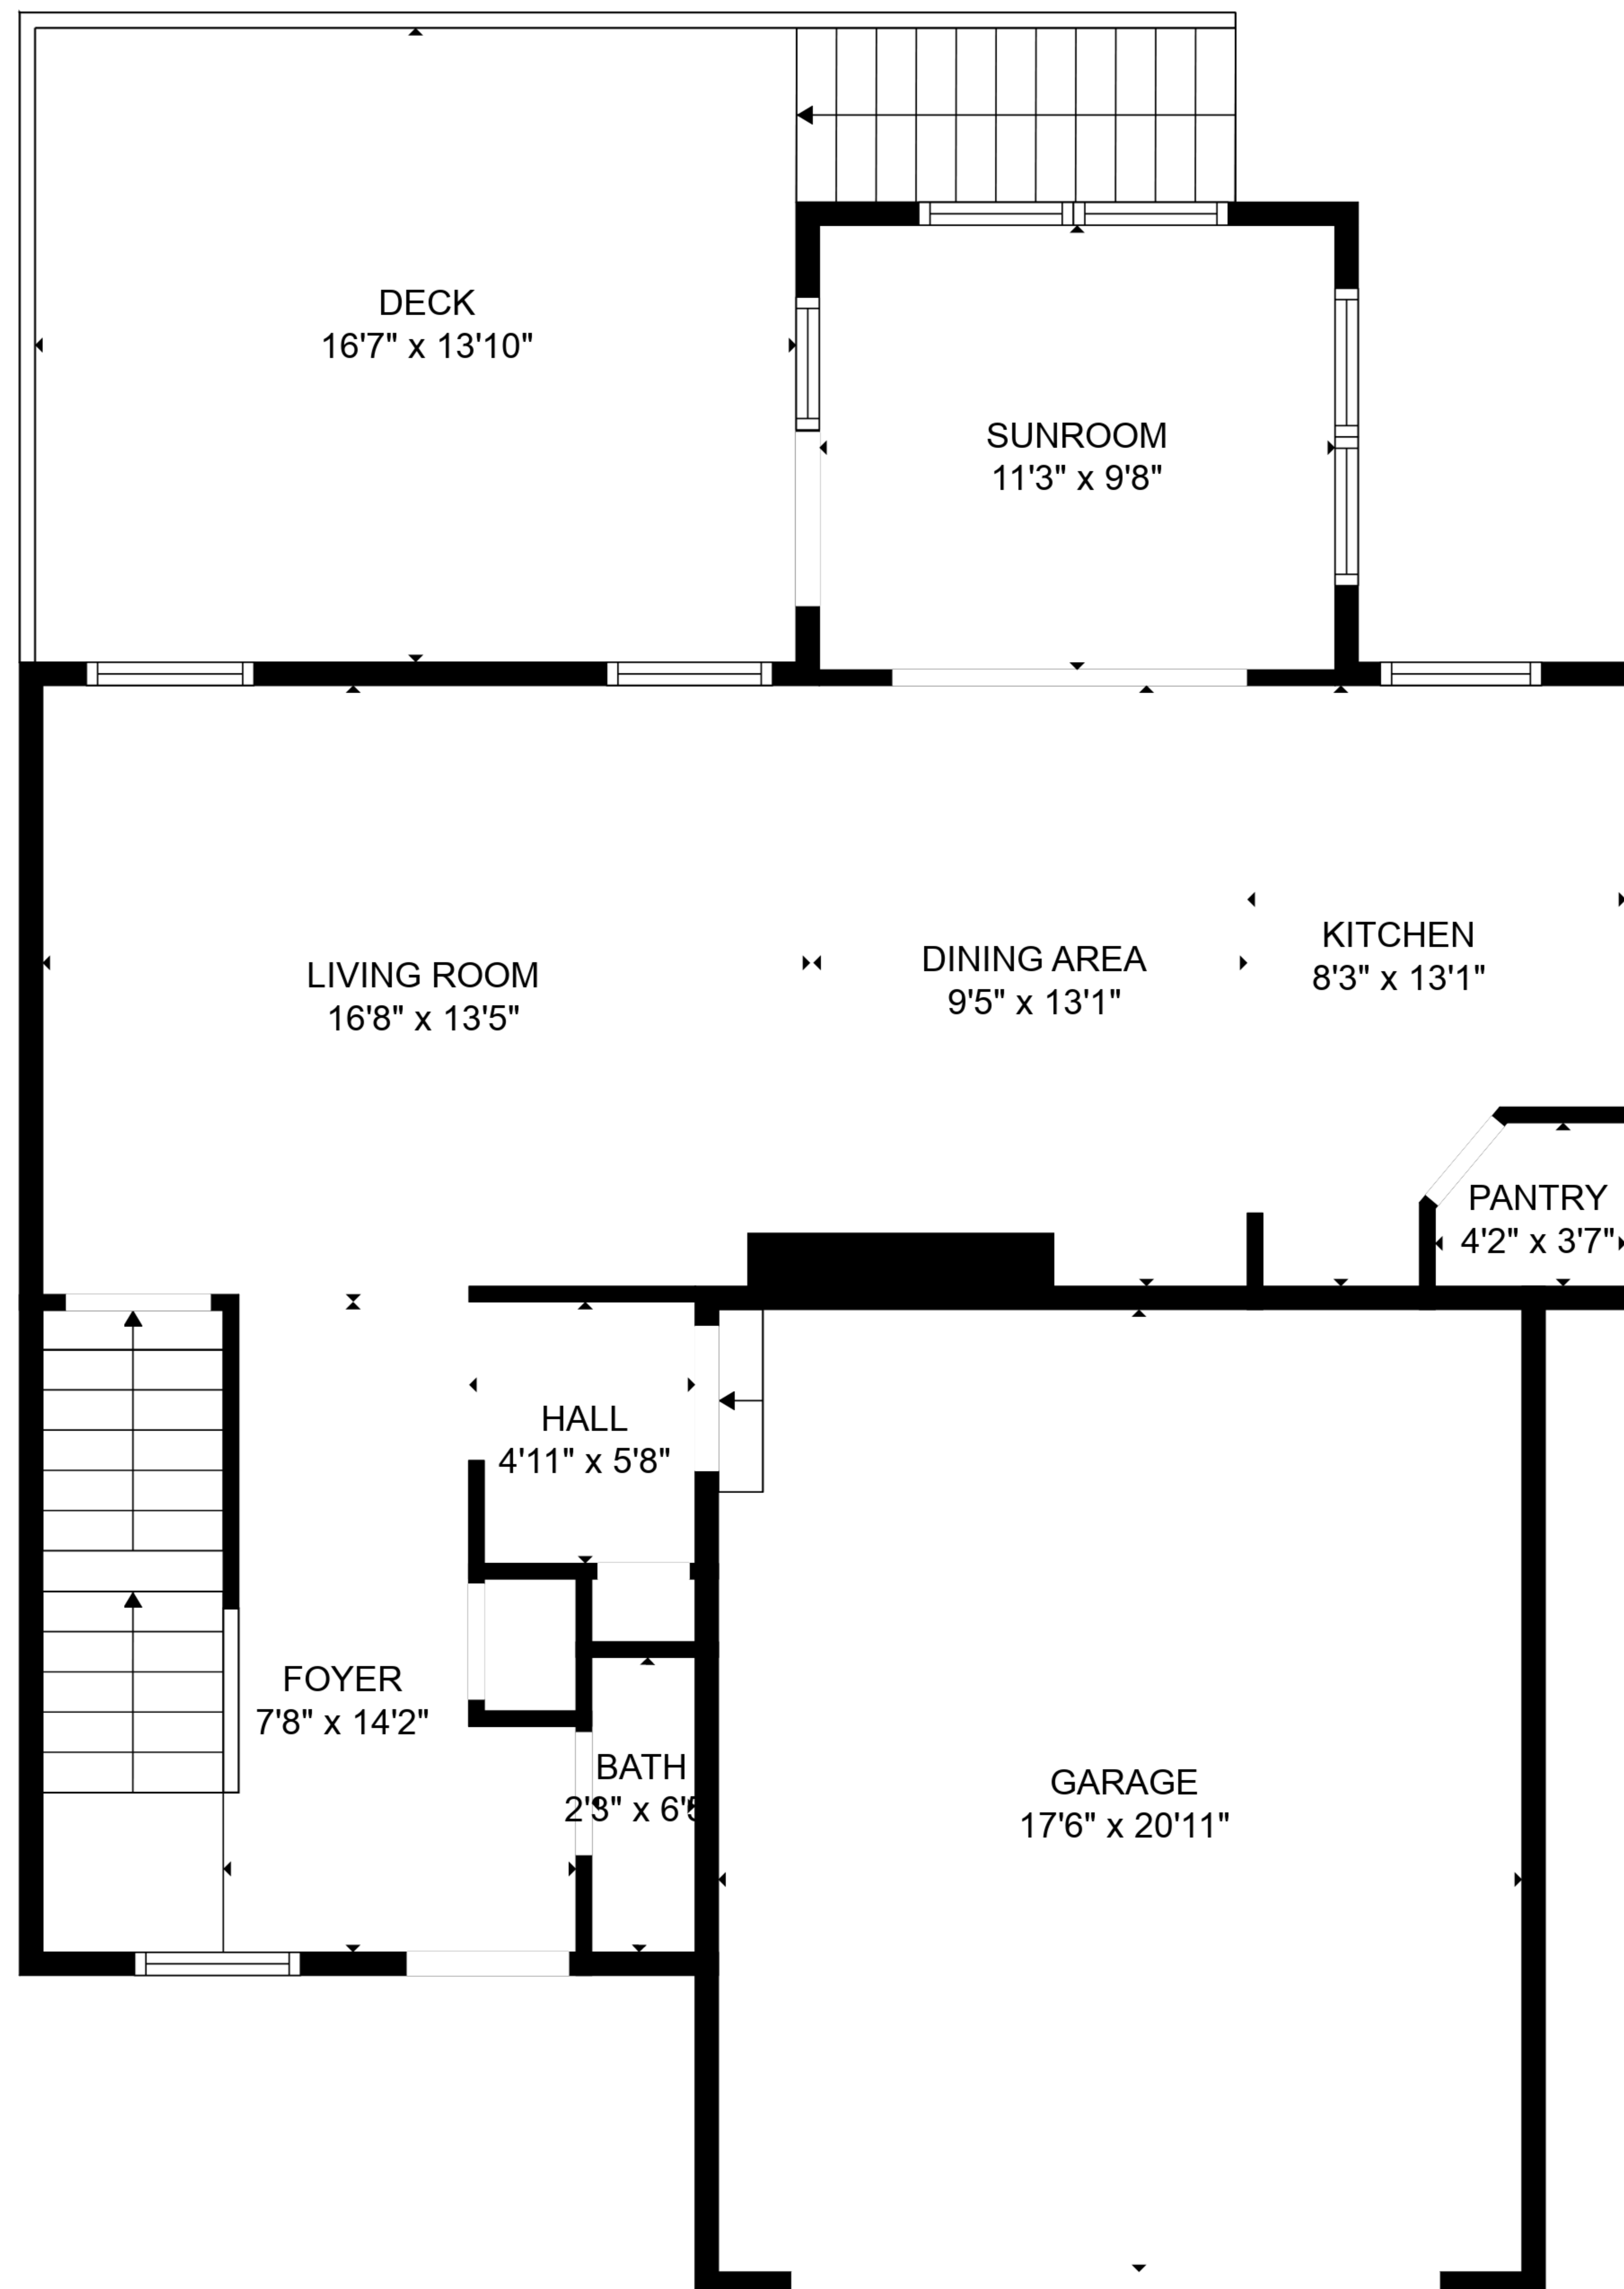 DECK
16'7" x 13'10"
SUNROOM
11'3" x 9'8"
LIVING ROOM
16'8" x 13'5"
DINING AREA
9'5" x 13'1"
KITCHEN
8'3" x 13'1"
PANTRY
4'2" x 3'7"
HALL
4'11" x 5'8"
FOYER
7'8" x 14'2"
BATH
2'3" x
GARAGE
17'6" x 20'11"